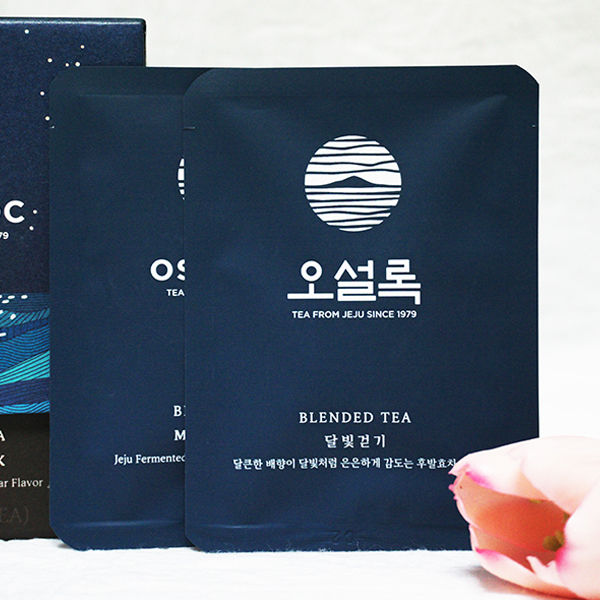 OC
979
A
K
ar Flavor
EA)
OS
TEA
BL
M
Jeju Fermented
오설록
TEA FROM JEJU SINCE 1979
BLENDED TEA
달빛걷기
달큰한 배향이 달빛처럼 은은하게 감도는 후발효차